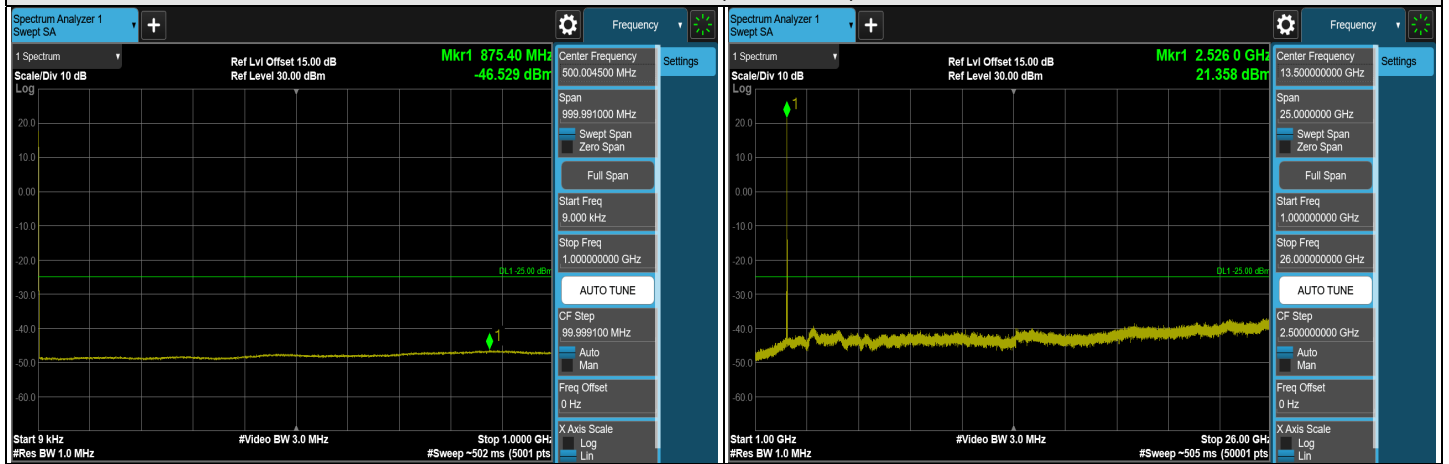 Spectrum Analyzer 1
Swept SA
+
Frequency
1 Spectrum
Ref Lvl Offset 15.00 dB
Mkr1 875.40 MHz
Scale/Div 10 dB
Ref Level 30.00 dBm
-46.529 dBm
Log
20.0
10.0
0.00
-10.0
-20.0
-30.0
-40.0
-50.0
-60.0
1
DL1 -25.00 dBm
Start 9 kHz
#Video BW 3.0 MHz
Stop 1.0000 GHz
#Res BW 1.0 MHz
#Sweep ~502 ms (5001 pts
Center Frequency
500.004500 MHz
Settings
Span
999.991000 MHz
Swept Span
Zero Span
Full Span
Start Freq
9.000 kHz
Stop Freq
1.000000000 GHz
AUTO TUNE
CF Step
99.999100 MHz
Auto
Man
Freq Offset
0 Hz
X Axis Scale
Log
Lin
Spectrum Analyzer 1
Swept SA
+
Frequency
1 Spectrum
Ref Lvl Offset 15.00 dB
Mkr1 2.526 0 GHz
Scale/Div 10 dB
Ref Level 30.00 dBm
21.358 dBm
Log
20.0
10.0
0.00
-10.0
-20.0
-30.0
-40.0
-50.0
-60.0
1
DL1 -25.00 dBm
Start 1.00 GHz
#Video BW 3.0 MHz
Stop 26.00 GHz
#Res BW 1.0 MHz
#Sweep ~505 ms (50001 pts
Center Frequency
13.500000000 GHz
Settings
Span
25.0000000 GHz
Swept Span
Zero Span
Full Span
Start Freq
1.000000000 GHz
Stop Freq
26.000000000 GHz
AUTO TUNE
CF Step
2.500000000 GHz
Auto
Man
Freq Offset
0 Hz
X Axis Scale
Log
Lin